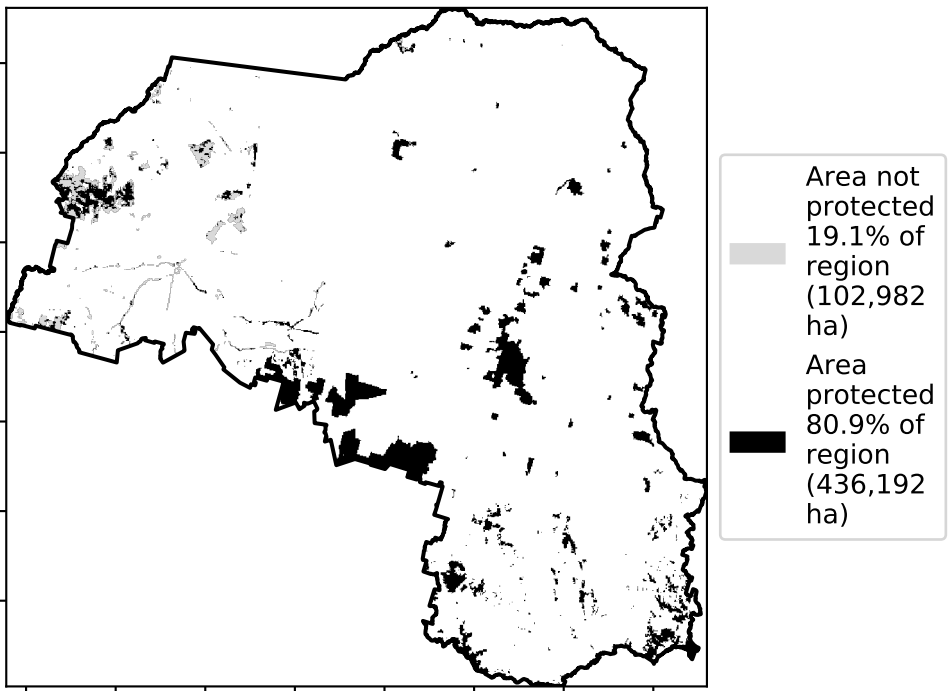 Area not
protected
19.1% of
region
(102,982
ha)
Area
protected
80.9% of
region
(436,192
ha)